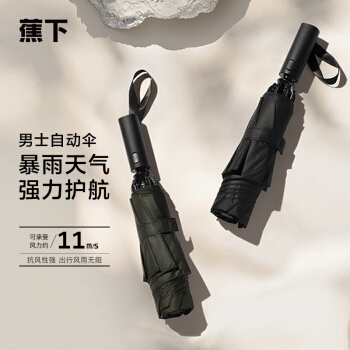 蕉下
男士自动伞
暴雨天气
强力护航
可承受
风力约
11m/s
抗风性强 出行风雨无阻